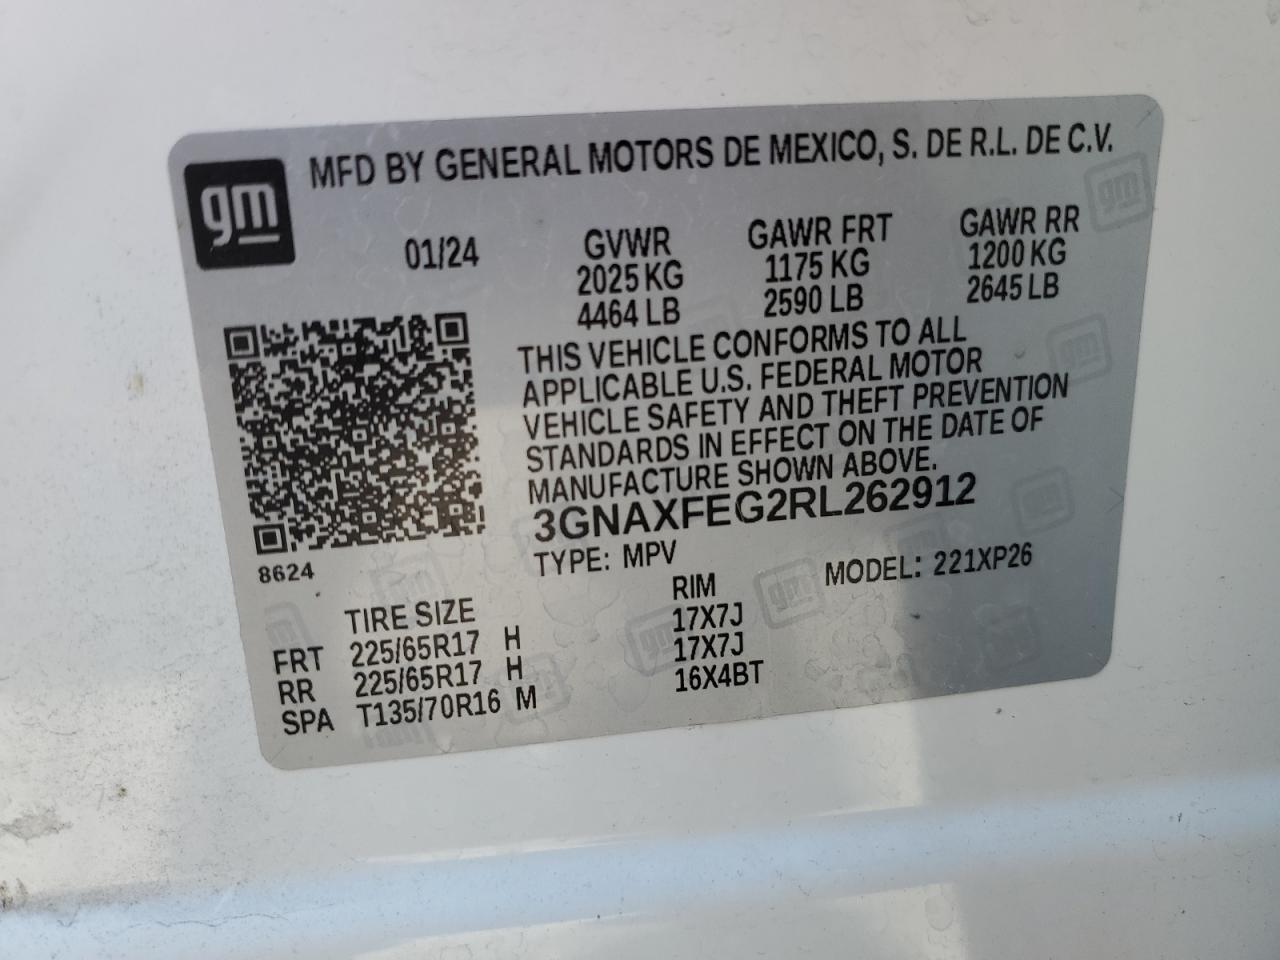 gm
MFD BY GENERAL MOTORS DE MEXICO, S. DE R.L. DE C.V.
01/24
GVWR
2025 KG
4464 LB
GAWR FRT
1175 KG
2590 LB
GAWR RR
1200 KG
2645 LB
THIS VEHICLE CONFORMS TO ALL
APPLICABLE U.S. FEDERAL MOTOR
VEHICLE SAFETY AND THEFT PREVENTION
STANDARDS IN EFFECT ON THE DATE OF
MANUFACTURE SHOWN ABOVE.
3GNAXFEG2RL262912
TYPE: MPV
MODEL: 221XP26
8624
TIRE SIZE RIM
FRT 225/65R17 H 17X7J
RR 225/65R17 H 17X7J
SPA T135/70R16 M 16X4BT